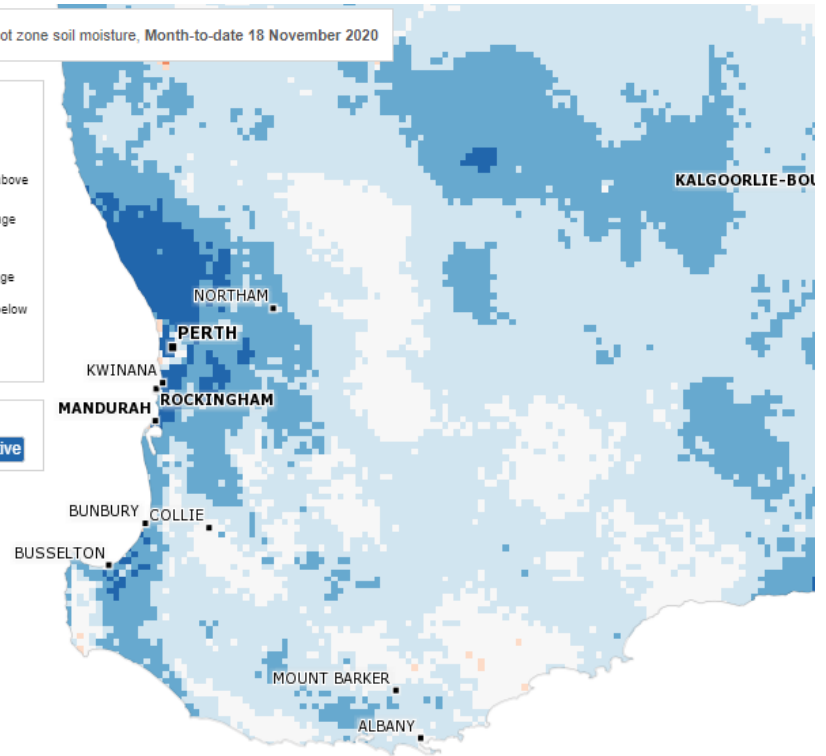 ot zone soil moisture, Month-to-date 18 November 2020
bove
ge
ge
elow
tive
KALGOORLIE-BOU
NORTHAM
PERTH
KWINANA
ROCKINGHAM
MANDURAH
BUNBURY
COLLIE
BUSSELTON
MOUNT BARKER
ALBANY